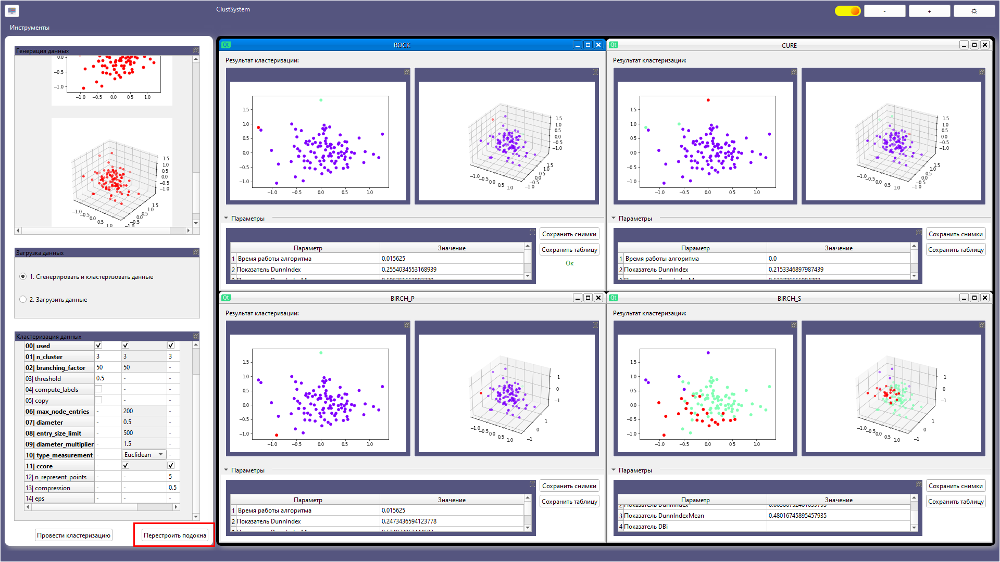 ClustSystem
-
+
Инструменты
Генерация данных
0.0
−0.5
−1.0
−1.0 −0.5 0.0 0.5 1.0
1.5
1.0
0.5
0.0
−0.5
−1.0
−1.0
−0.5
0.0
0.5
1.0
−1.0
−0.5
0.0
0.5
1.0
1.5
Загрузка данных
1. Сгенерировать и кластеризовать данные
2. Загрузить данные
Кластеризация данных
00| used
01| n_cluster 3 3 3
02| branching_factor 50 50 -
03| threshold 0.5 - -
04| compute_labels - -
05| copy - -
06| max_node_entries - 200 -
07| diameter - 0.5 -
08| entry_size_limit - 500 -
09| diameter_multiplier - 1.5 -
10| type_measurement - Euclidean -
11| ccore -
12| n_represent_points - - 5
13| compression - - 0.5
14| eps - - -
Провести кластеризацию
Перестроить подокна
Qt ROCK
Результат кластеризации:
1.5
1.0
0.5
0.0
−0.5
−1.0
−1.0 −0.5 0.0 0.5 1.0
1.5
1.0
0.5
0.0
−0.5
−1.0
−1.0
−0.5
0.0
0.5
1.0
−1.0
−0.5
0.0
0.5
1.0
1.5
Параметры
Параметр Значение
1 Время работы алгоритма 0.015625
2 Показатель DunnIndex 0.2554034553168939
Сохранить снимки
Сохранить таблицу
Ок
Qt CURE
Результат кластеризации:
1.5
1.0
0.5
0.0
−0.5
−1.0
−1.0 −0.5 0.0 0.5 1.0
1.5
1.0
0.5
0.0
−0.5
−1.0
−1.0
−0.5
0.0
0.5
1.0
−1.0
−0.5
0.0
0.5
1.0
1.5
Параметры
Параметр Значение
1 Время работы алгоритма 0.0
2 Показатель DunnIndex 0.2153346897987439
Сохранить снимки
Сохранить таблицу
Qt BIRCH_P
Результат кластеризации:
1.5
1.0
0.5
0.0
−0.5
−1.0
−1.0 −0.5 0.0 0.5 1.0
1
0
−1
−1.0
−0.5
0.0
0.5
1.0
−1
0
1
Параметры
Параметр Значение
1 Время работы алгоритма 0.015625
2 Показатель DunnIndex 0.2473436594123778
Сохранить снимки
Сохранить таблицу
Qt BIRCH_S
Результат кластеризации:
1.5
1.0
0.5
0.0
−0.5
−1.0
−1.0 −0.5 0.0 0.5 1.0
1
0
−1
−1.0
−0.5
0.0
0.5
1.0
−1
0
1
Параметры
Параметр Значение
2 Показатель DunnIndex
3 Показатель DunnIndexMean 0.48016745895457935
4 Показатель DBi
Сохранить снимки
Сохранить таблицу